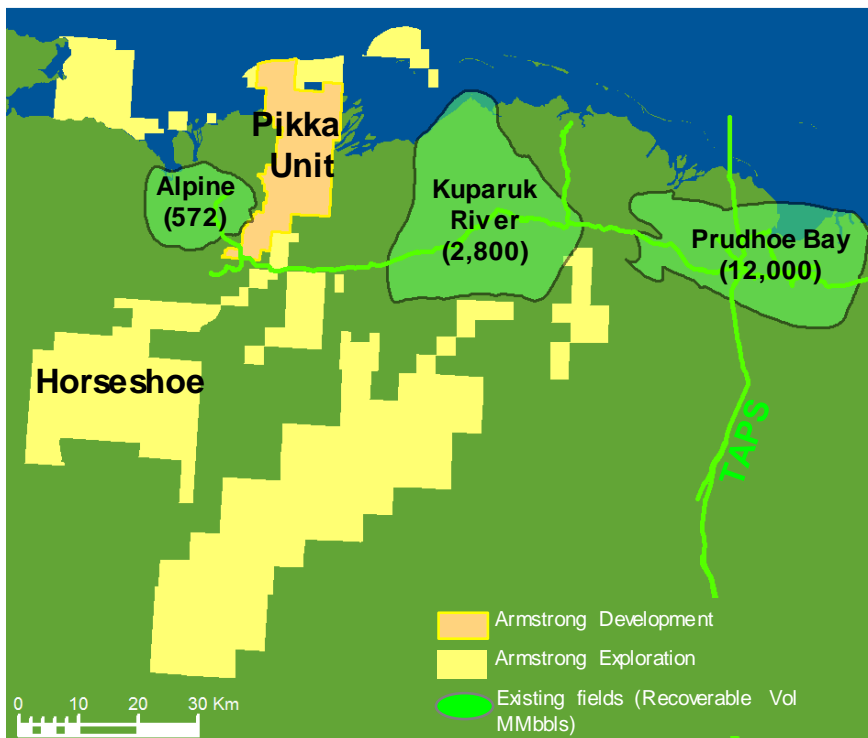 Pikka
Unit
Alpine
(572)
Kuparuk
River
(2,800)
Prudhoe Bay
(12,000)
Horseshoe
TAPS
Armstrong Development
Armstrong Exploration
Existing fields (Recoverable Vol
MMbbls)
0 10 20 30 Km